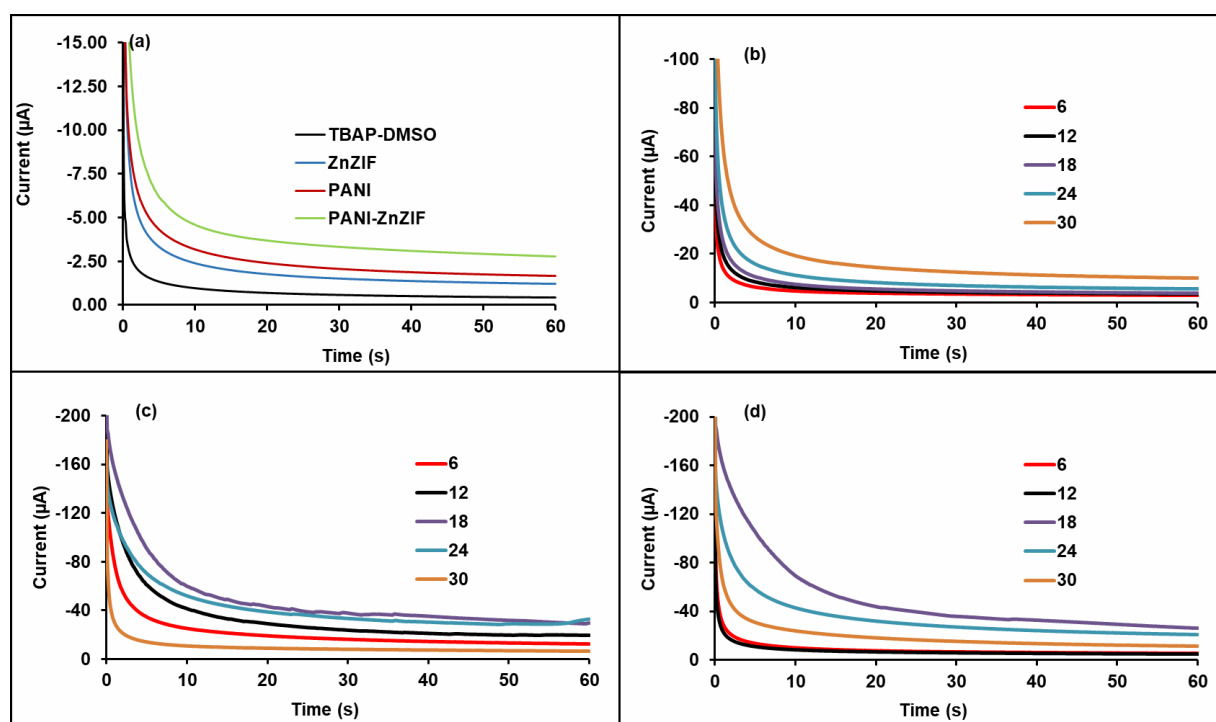 (a)
Current (µA)
-15.00
-12.50
-10.00
-7.50
-5.00
-2.50
0.00
TBAP-DMSO
ZnZIF
PANI
PANI-ZnZIF
0 10 20 30 40 50 60
Time (s)
(b)
Current (µA)
-100
-80
-60
-40
-20
0
6
12
18
24
30
0 10 20 30 40 50 60
Time (s)
(c)
Current (µA)
-200
-160
-120
-80
-40
0
6
12
18
24
30
0 10 20 30 40 50 60
Time (s)
(d)
Current (µA)
-200
-160
-120
-80
-40
0
6
12
18
24
30
0 10 20 30 40 50 60
Time (s)